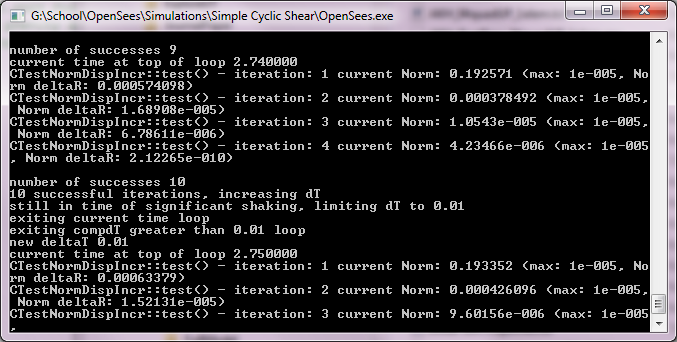 G:\School\OpenSees\Simulations\Simple Cyclic Shear\OpenSees.exe
number of successes 9
current time at top of loop 2.740000
CTestNormDispIncr::test() - iteration: 1 current Norm: 0.192571 (max: 1e-005, No
rm deltaR: 0.000574098)
CTestNormDispIncr::test() - iteration: 2 current Norm: 0.000378492 (max: 1e-005,
 Norm deltaR: 1.68908e-005)
CTestNormDispIncr::test() - iteration: 3 current Norm: 1.0543e-005 (max: 1e-005,
 Norm deltaR: 6.78611e-006)
CTestNormDispIncr::test() - iteration: 4 current Norm: 4.23466e-006 (max: 1e-005
, Norm deltaR: 2.12265e-010)
number of successes 10
10 successful iterations, increasing dT
still in time of significant shaking, limiting dT to 0.01
exiting current time loop
exiting compdT greater than 0.01 loop
new deltaT 0.01
current time at top of loop 2.750000
CTestNormDispIncr::test() - iteration: 1 current Norm: 0.193352 (max: 1e-005, No
rm deltaR: 0.00063379)
CTestNormDispIncr::test() - iteration: 2 current Norm: 0.000426096 (max: 1e-005,
 Norm deltaR: 1.52131e-005)
CTestNormDispIncr::test() - iteration: 3 current Norm: 9.60156e-006 (max: 1e-005
,